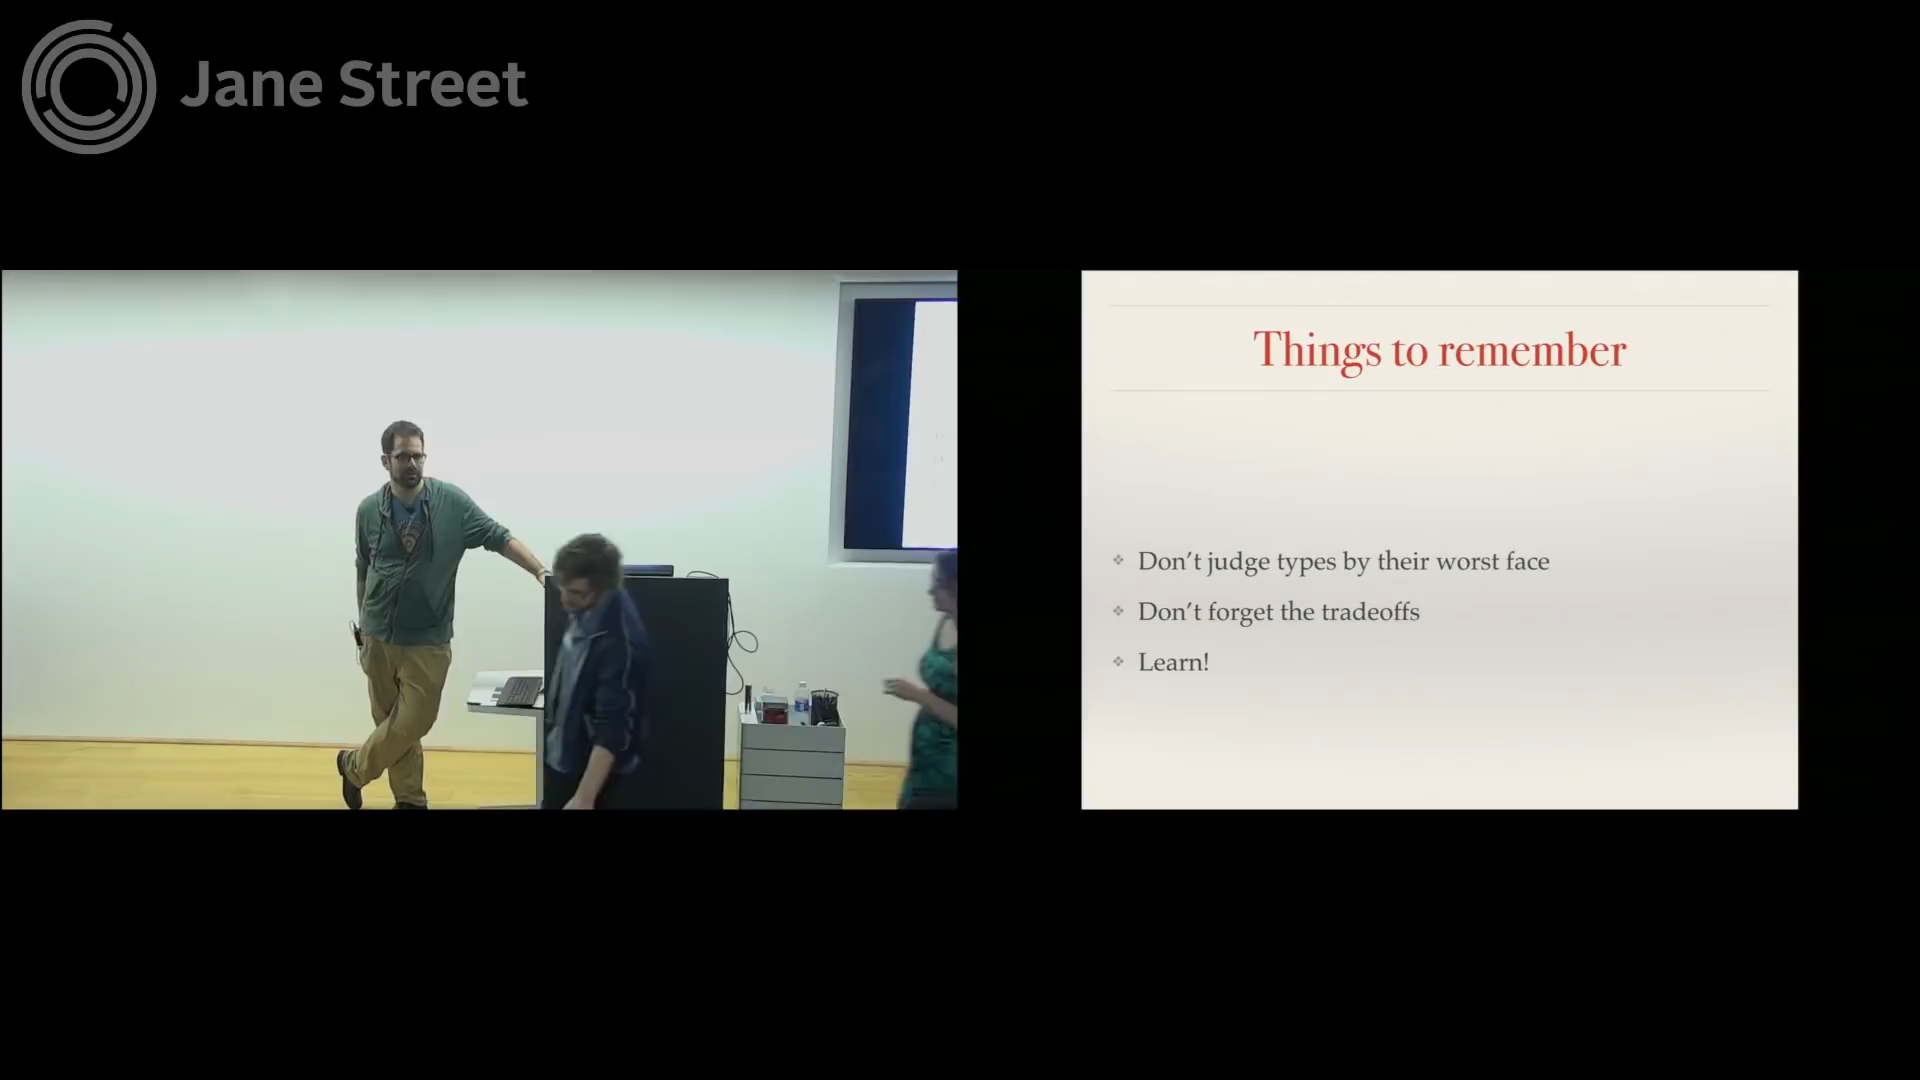 Jane Street
Things to remember
Don’t judge types by their worst face
Don’t forget the tradeoffs
Learn!